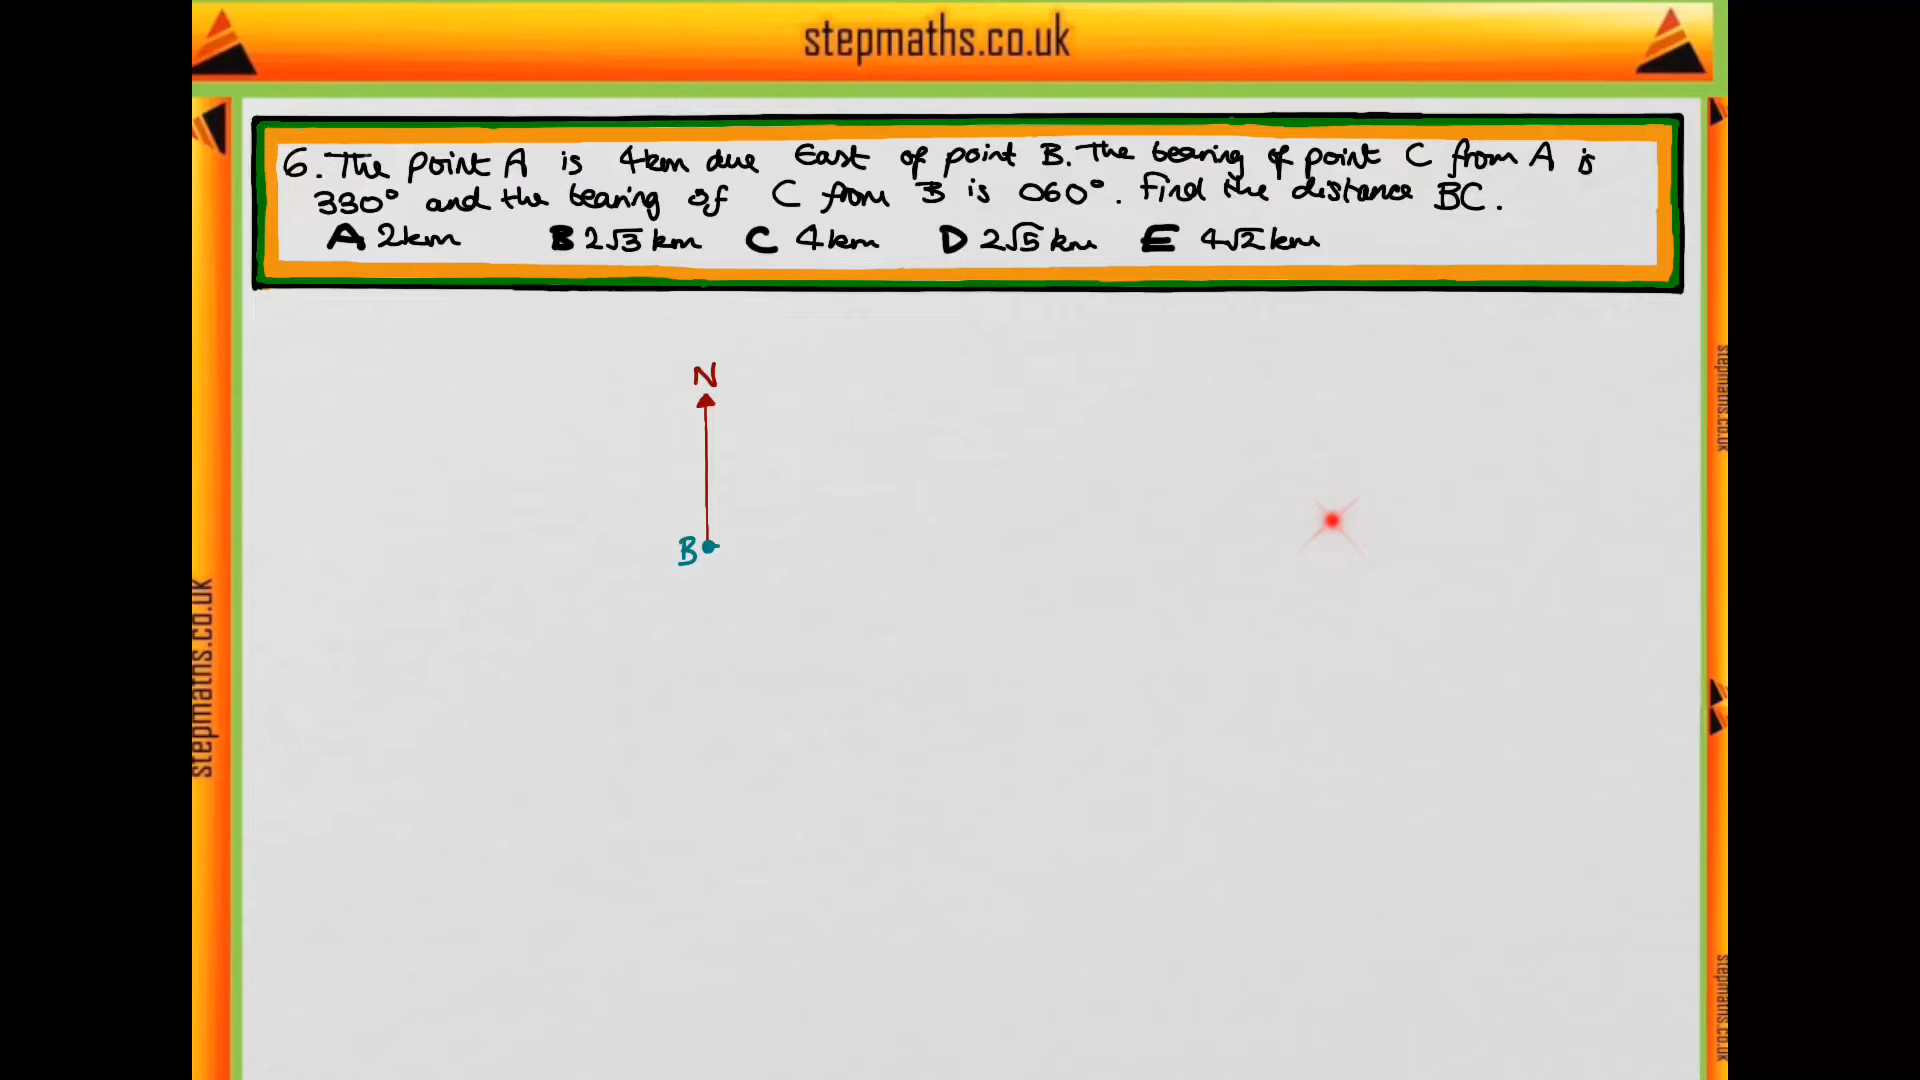 stepmaths.co.uk
6. The point A is 4km due East of point B. The bearing of point C from A is
330° and the bearing of C from B is 060°. Find the distance BC.
A 2km B 2√3 km C 4km D 2√5 km E 4√2 km
N
B
stepmaths.co.uk
stepmaths.co.uk
stepmaths.co.uk